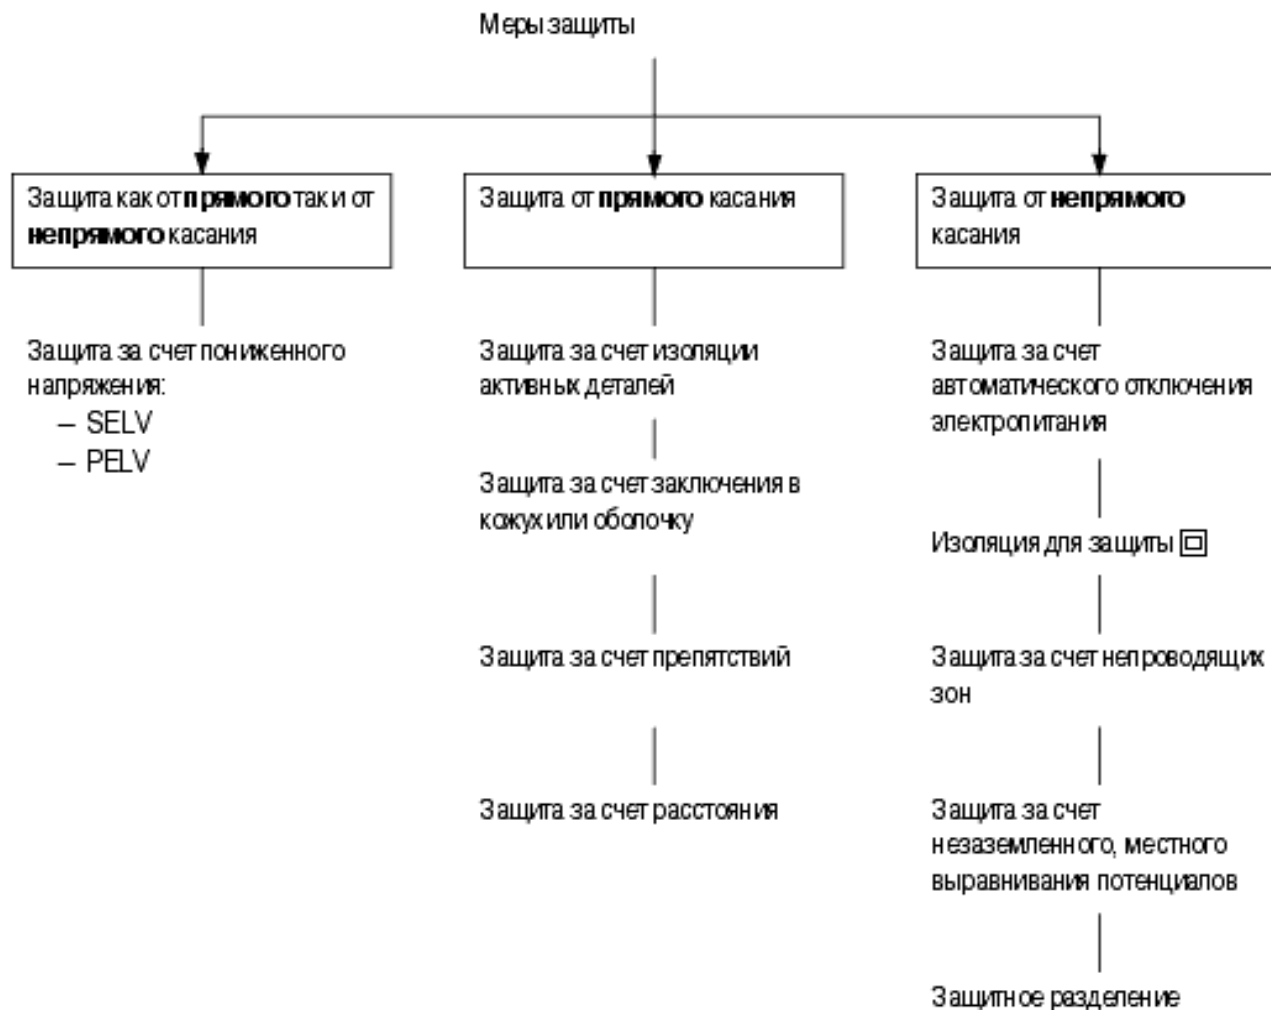 Меры защиты
Защита как от прямого так и от
непрямого касания
Защита за счет пониженного
напряжения:
– SELV
– PELV
Защита от прямого касания
Защита за счет изоляции
активных деталей
Защита за счет заключения в
кожух или оболочку
Защита за счет препятствий
Защита за счет расстояния
Защита от непрямого
касания
Защита за счет
автоматического отключения
электропитания
Изоляция для защиты
Защита за счет непроводящих
зон
Защита за счет
незаземленного, местного
выравнивания потенциалов
Защитное разделение